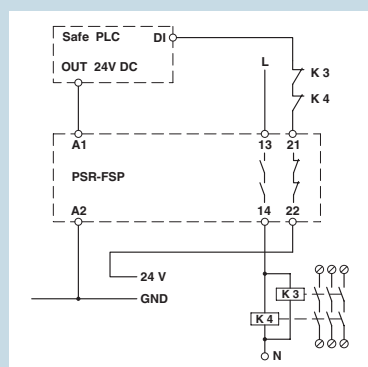 Safe PLC DI
OUT 24V DC
L
K 3
K 4
A1 13 21
PSR-FSP
A2 14 22
24 V
GND
K 3
K 4
N